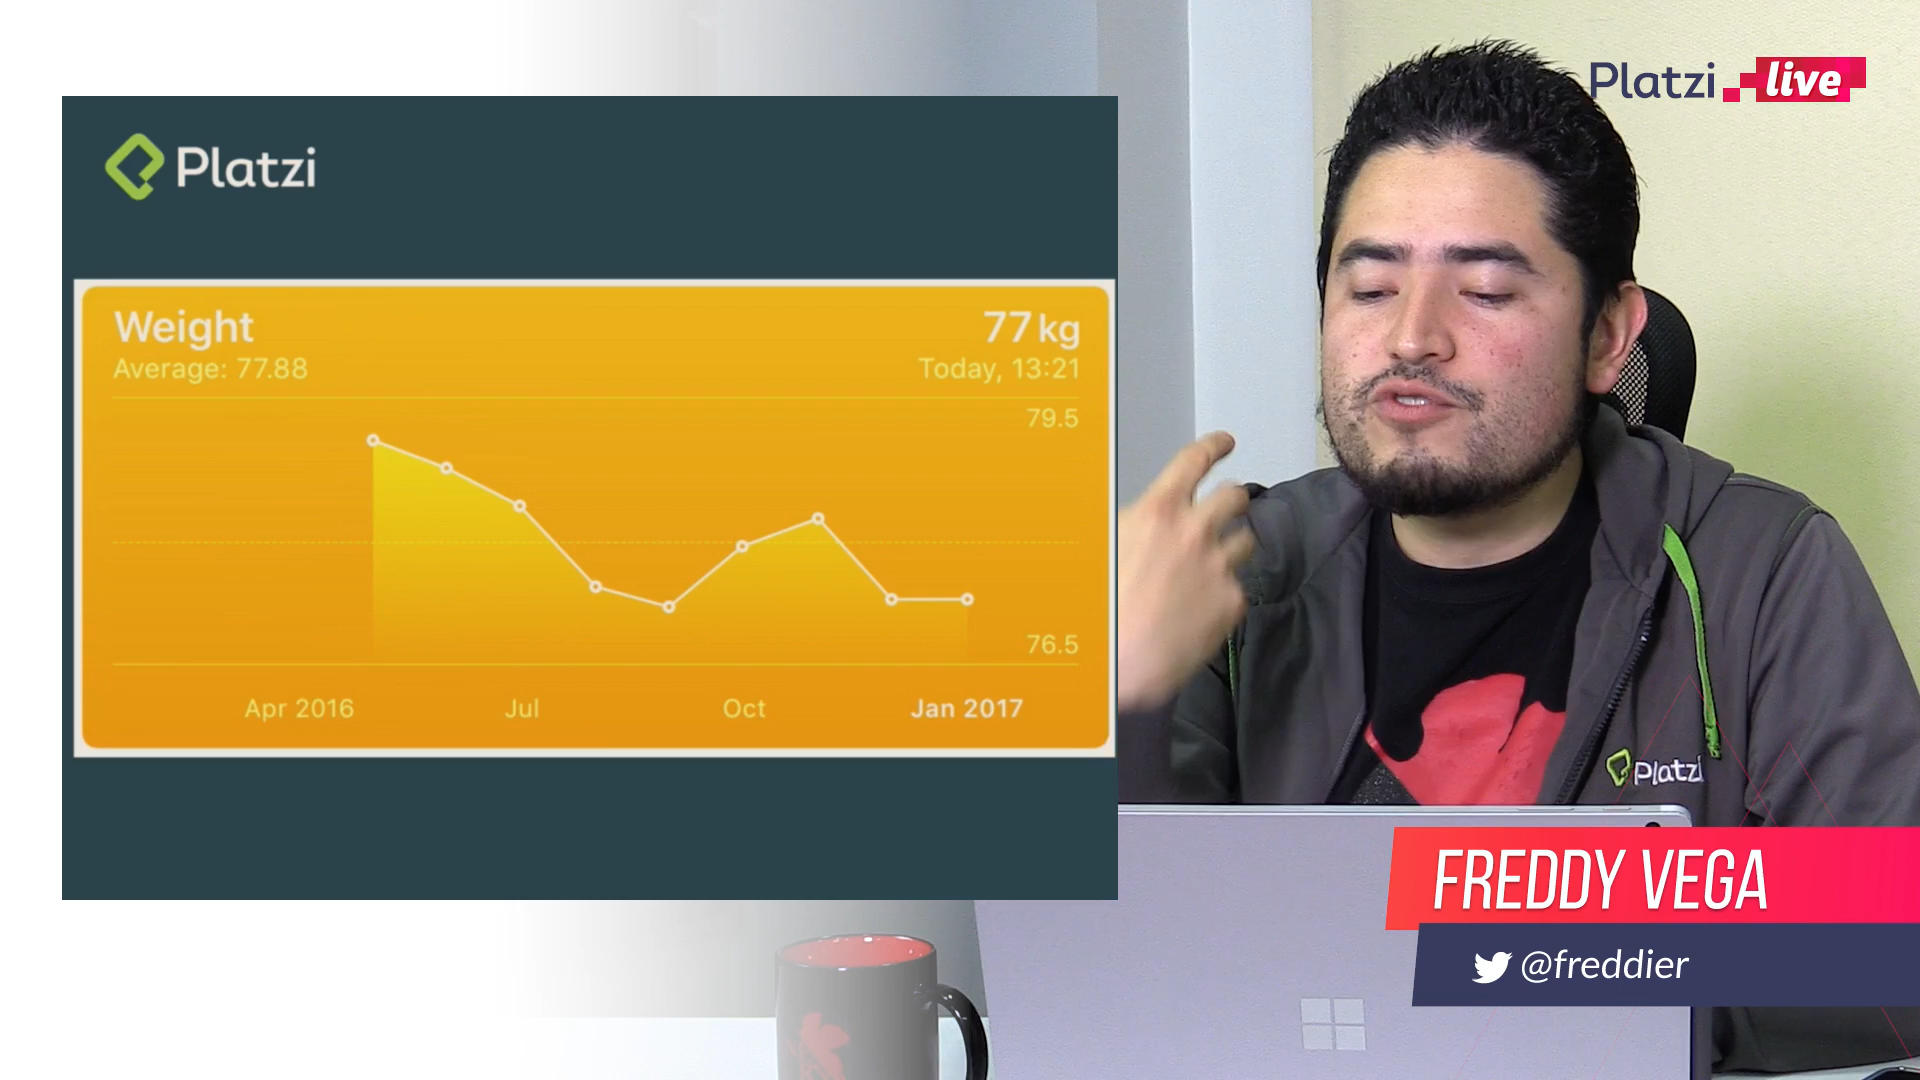 Platzi live
Platzi
Weight
77 kg
Average: 77.88
Today, 13:21
79.5
76.5
Apr 2016
Jul
Oct
Jan 2017
Platzi
FREDDY VEGA
@freddier